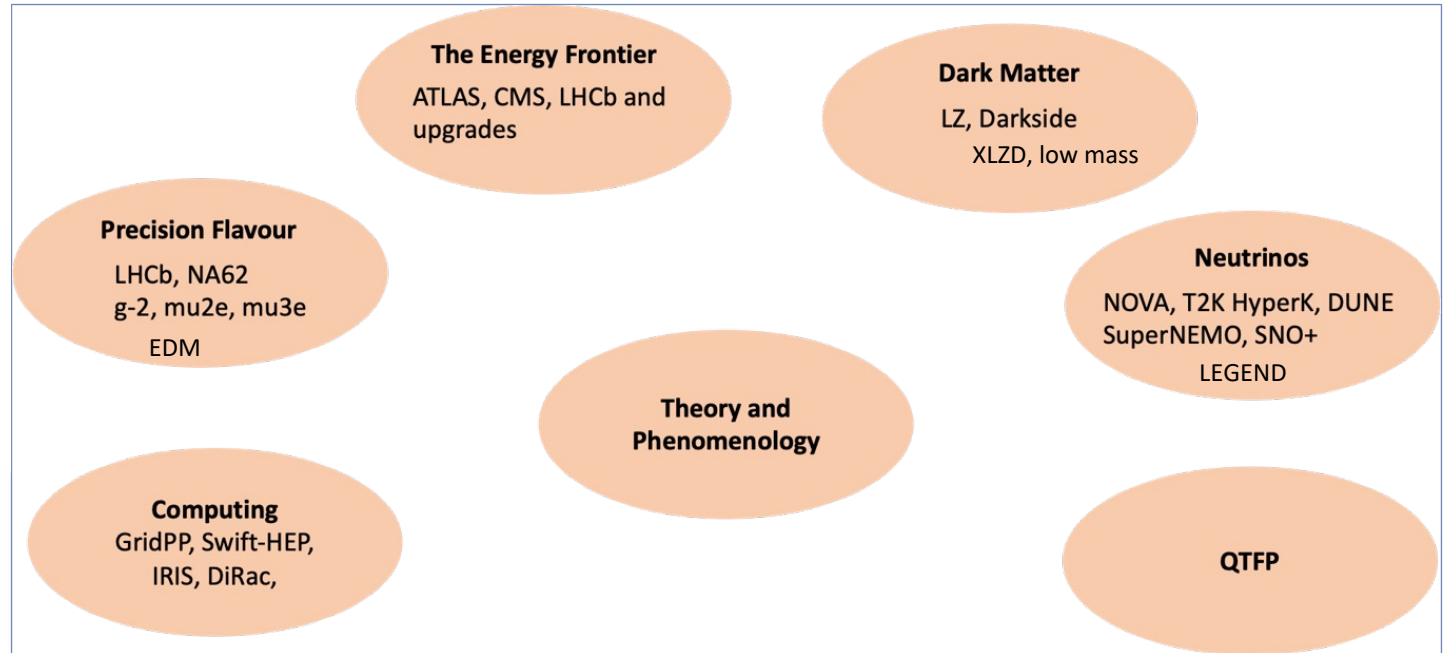 The Energy Frontier
ATLAS, CMS, LHCb and
upgrades
Dark Matter
LZ, Darkside
XLZD, low mass
Precision Flavour
LHCb, NA62
g-2, mu2e, mu3e
EDM
Neutrinos
NOVA, T2K HyperK, DUNE
SuperNEMO, SNO+
LEGEND
Theory and
Phenomenology
Computing
GridPP, Swift-HEP,
IRIS, DiRac,
QTFP